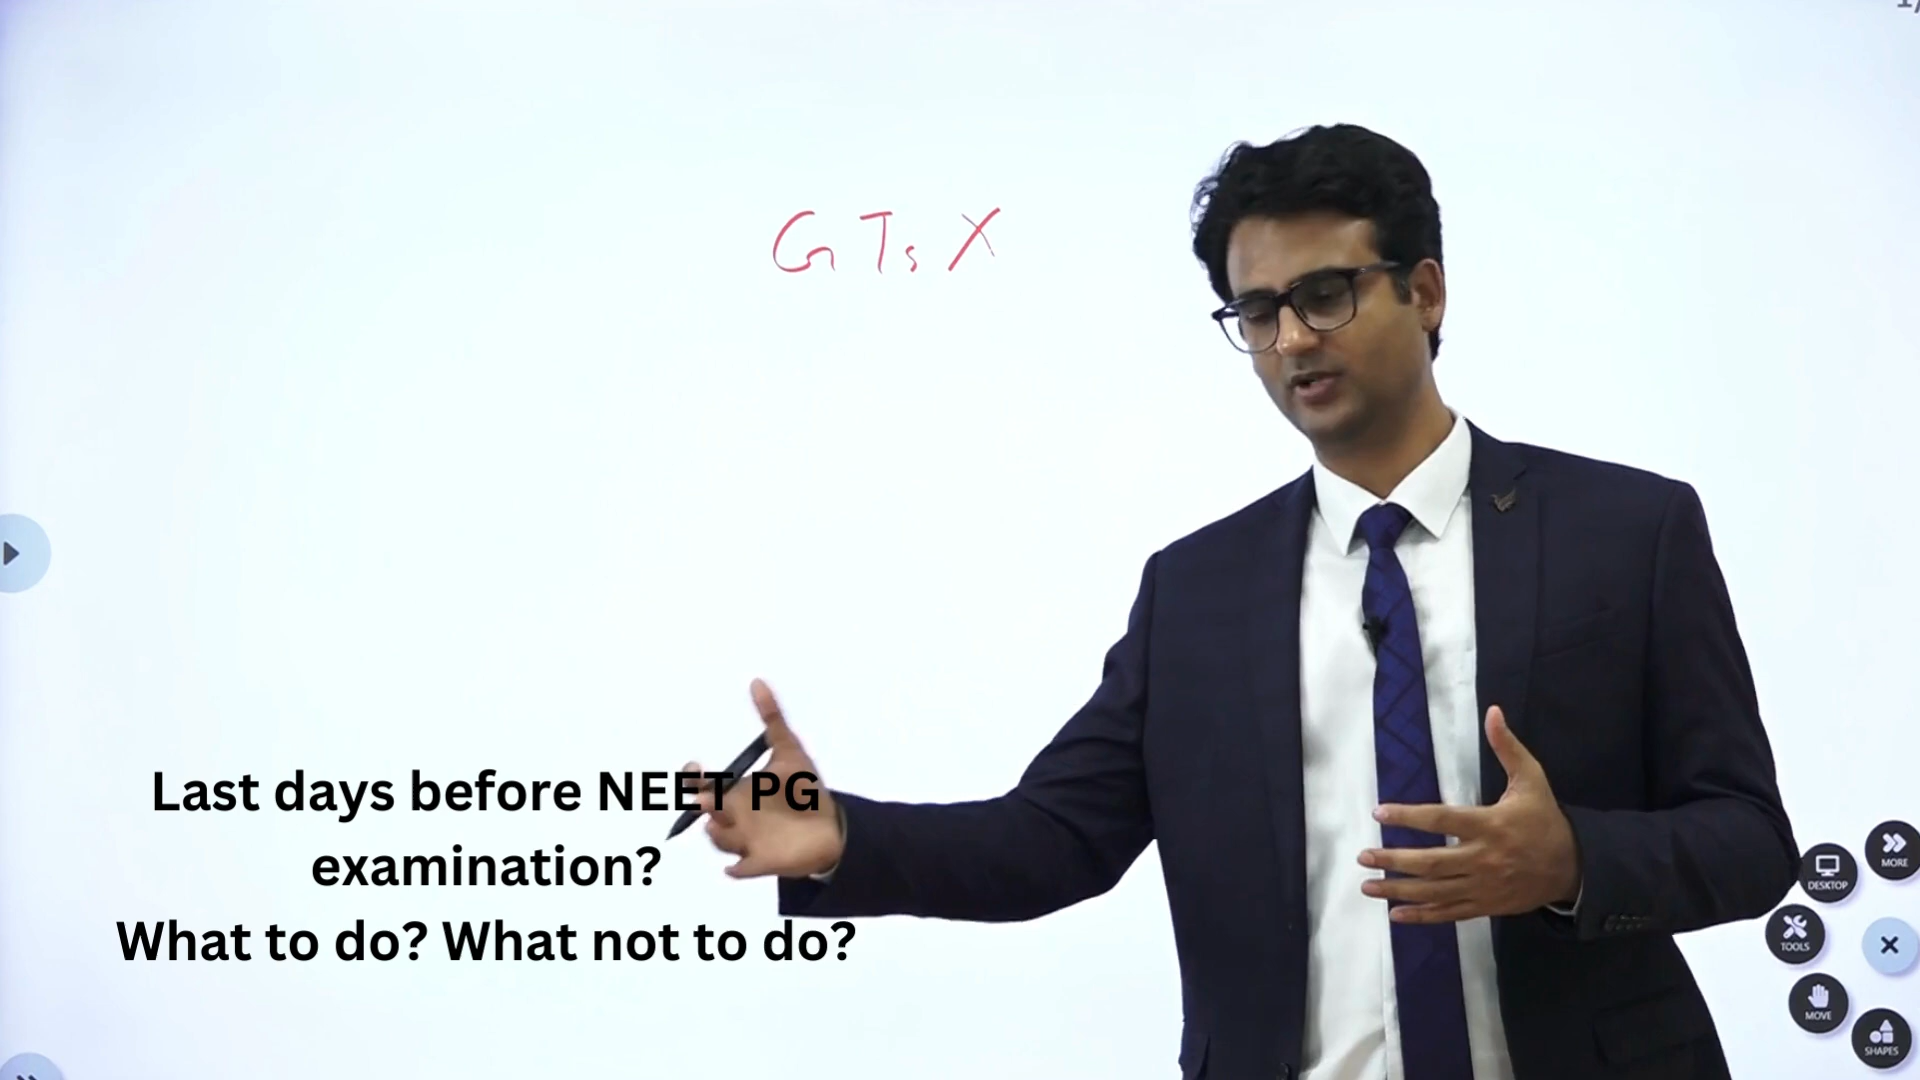 GTs X
Last days before NEET PG
examination?
What to do? What not to do?
MORE
DESKTOP
TOOLS
MOVE
SHAPES